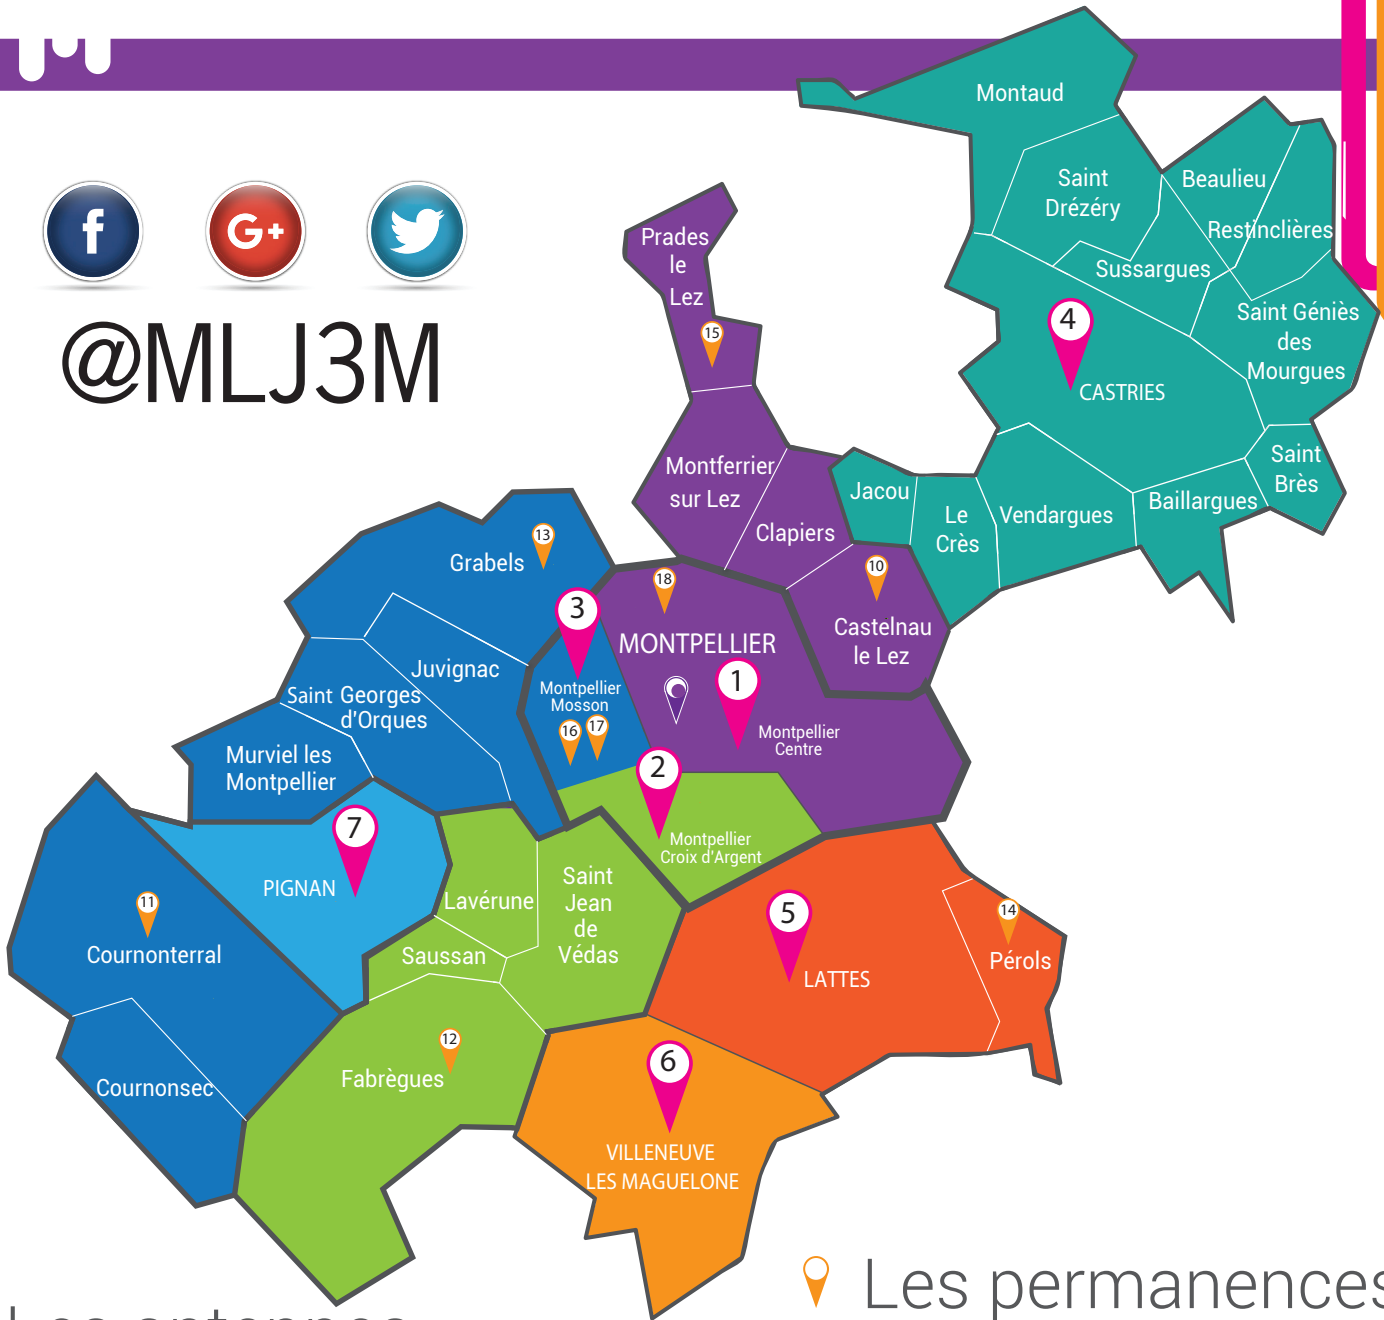 Montaud
Saint
Drézéry
Beaulieu
Restinclières
Sussargues
Saint Géniès
des
Mourgues
4
CASTRIES
Saint
Brès
Baillargues
Vendargues
Le
Crès
Jacou
f
G+
@MLJ3M
Prades
le
Lez
15
Montferrier
sur Lez
Clapiers
10
Castelnau
le Lez
13
Grabels
18
3
MONTPELLIER
1
Montpellier
Centre
Montpellier
Mosson
16
17
Juvignac
Saint Georges
d'Orques
Murviel les
Montpellier
2
Montpellier
Croix d'Argent
7
PIGNAN
Lavérune
Saint
Jean
de
Védas
Saussan
11
Cournonterral
Cournonsec
12
Fabrègues
5
LATTES
14
Pérols
6
VILLENEUVE
LES MAGUELONE
Les permanences
Les antennes